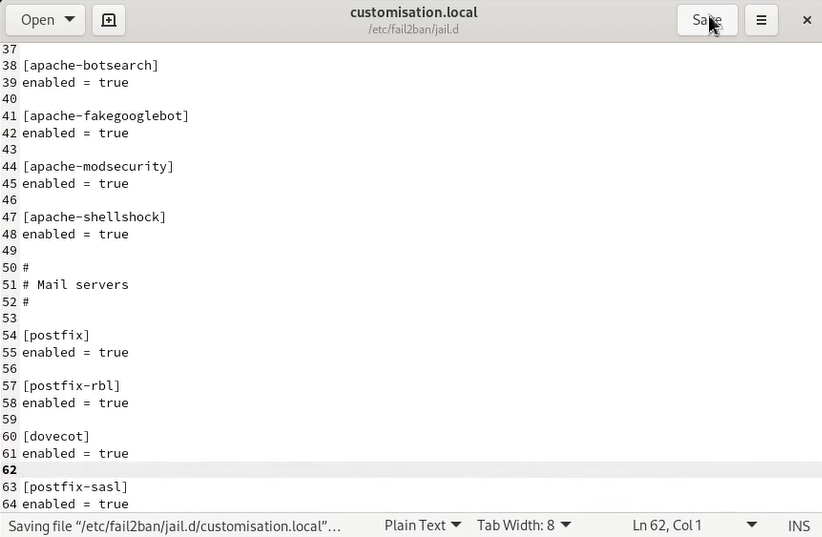 Open
customisation.local
/etc/fail2ban/jail.d
Save
37
38 [apache-botsearch]
39 enabled = true
40
41 [apache-fakegooglebot]
42 enabled = true
43
44 [apache-modsecurity]
45 enabled = true
46
47 [apache-shellshock]
48 enabled = true
49
50 #
51 # Mail servers
52 #
53
54 [postfix]
55 enabled = true
56
57 [postfix-rbl]
58 enabled = true
59
60 [dovecot]
61 enabled = true
62
63 [postfix-sasl]
64 enabled = true
Saving file “/etc/fail2ban/jail.d/customisation.local”… Plain Text Tab Width: 8 Ln 62, Col 1 INS